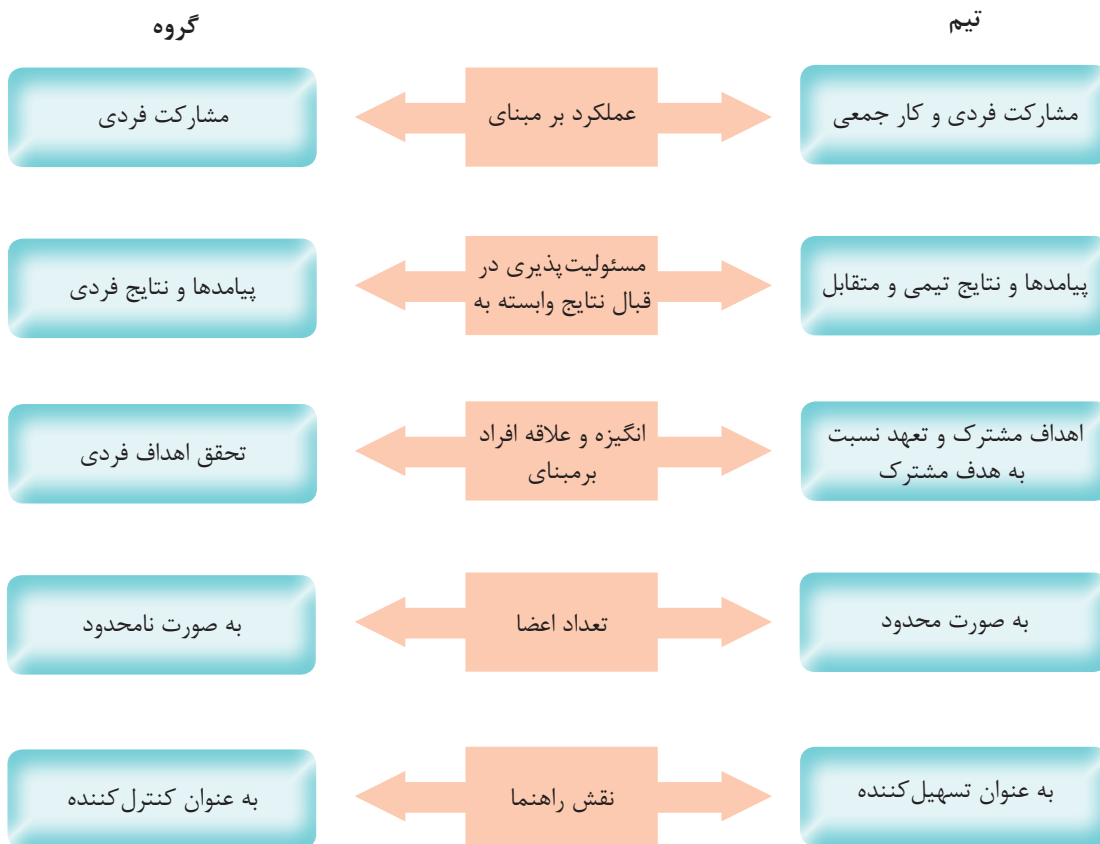 تیم
گروه
مشارکت فردی و کار جمعی
عملکرد بر مبنای
مشارکت فردی
پیامدها و نتایج تیمی و متقابل
مسئولیت‌پذیری در
قبال نتایج وابسته به
پیامدها و نتایج فردی
اهداف مشترک و تعهد نسبت
به هدف مشترک
انگیزه و علاقه افراد
برمبنای
تحقق اهداف فردی
به صورت محدود
تعداد اعضا
به صورت نامحدود
به عنوان تسهیل‌کننده
نقش راهنما
به عنوان کنترل‌کننده